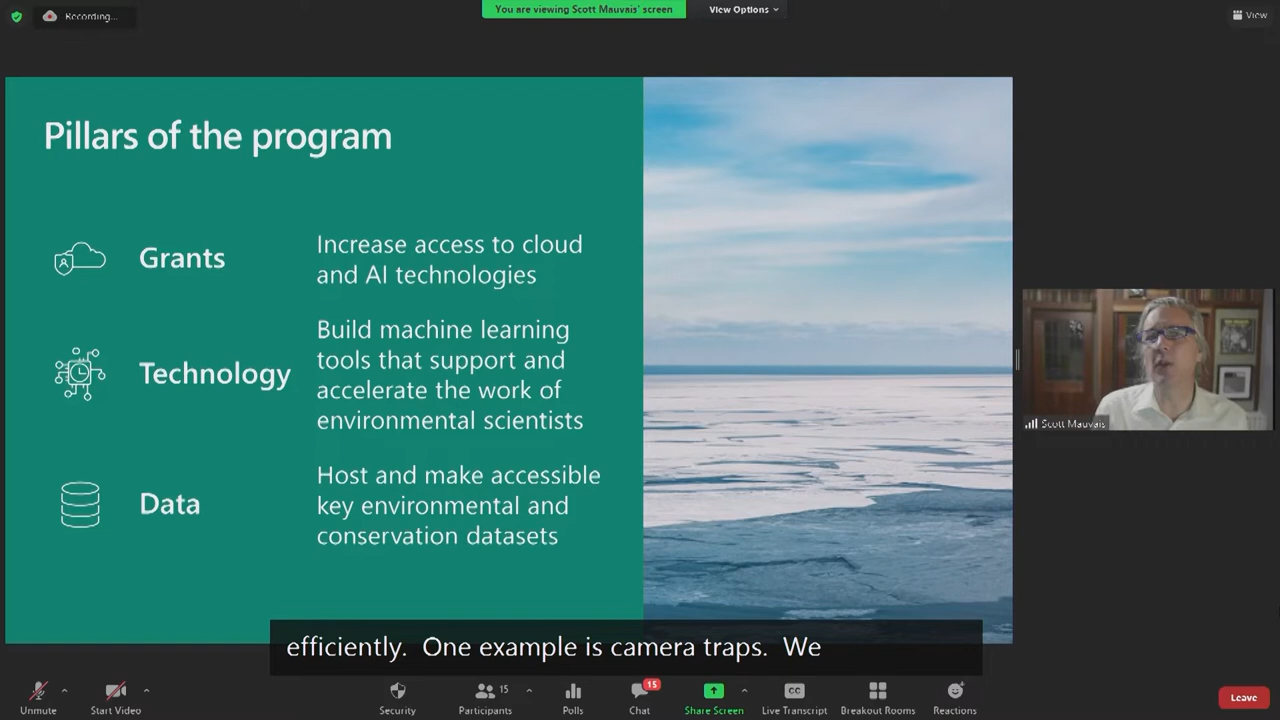 Recording...
You are viewing Scott Mauvais' screen
View Options
View
Pillars of the program
Grants
Increase access to cloud
and AI technologies
Technology
Build machine learning
tools that support and
accelerate the work of
environmental scientists
Data
Host and make accessible
key environmental and
conservation datasets
Scott Mauvais
efficiently. One example is camera traps. We
Unmute
Start Video
Security
Participants
15
Polls
Chat
15
Share Screen
CC
Live Transcript
Breakout Rooms
Reactions
Leave